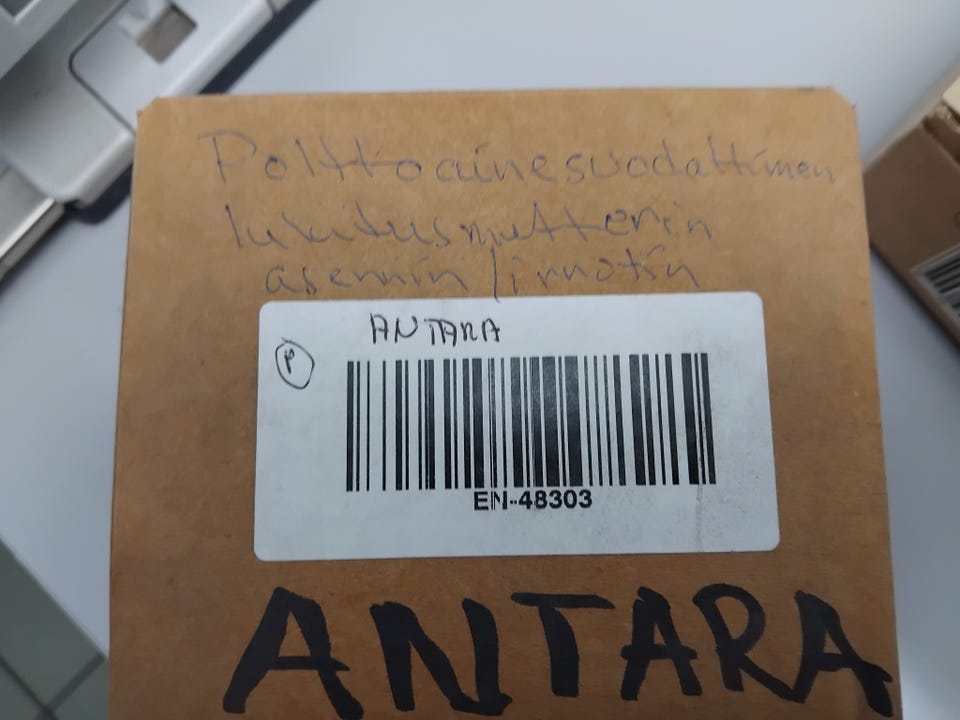 Polttoainesuodattimen
lukitusmutterin
asennin/irrotin
ANTARA
P
EN-48303
ANTARA